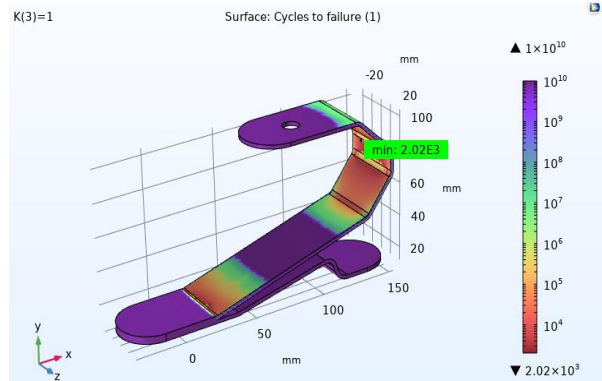 K(3)=1
Surface: Cycles to failure (1)
▲ 1×10¹⁰
mm
-20
20
100
min: 2.02E3
60
mm
40
20
150
100
50
0
mm
y
x
z
10¹⁰
10⁹
10⁸
10⁷
10⁶
10⁵
10⁴
▼ 2.02×10³